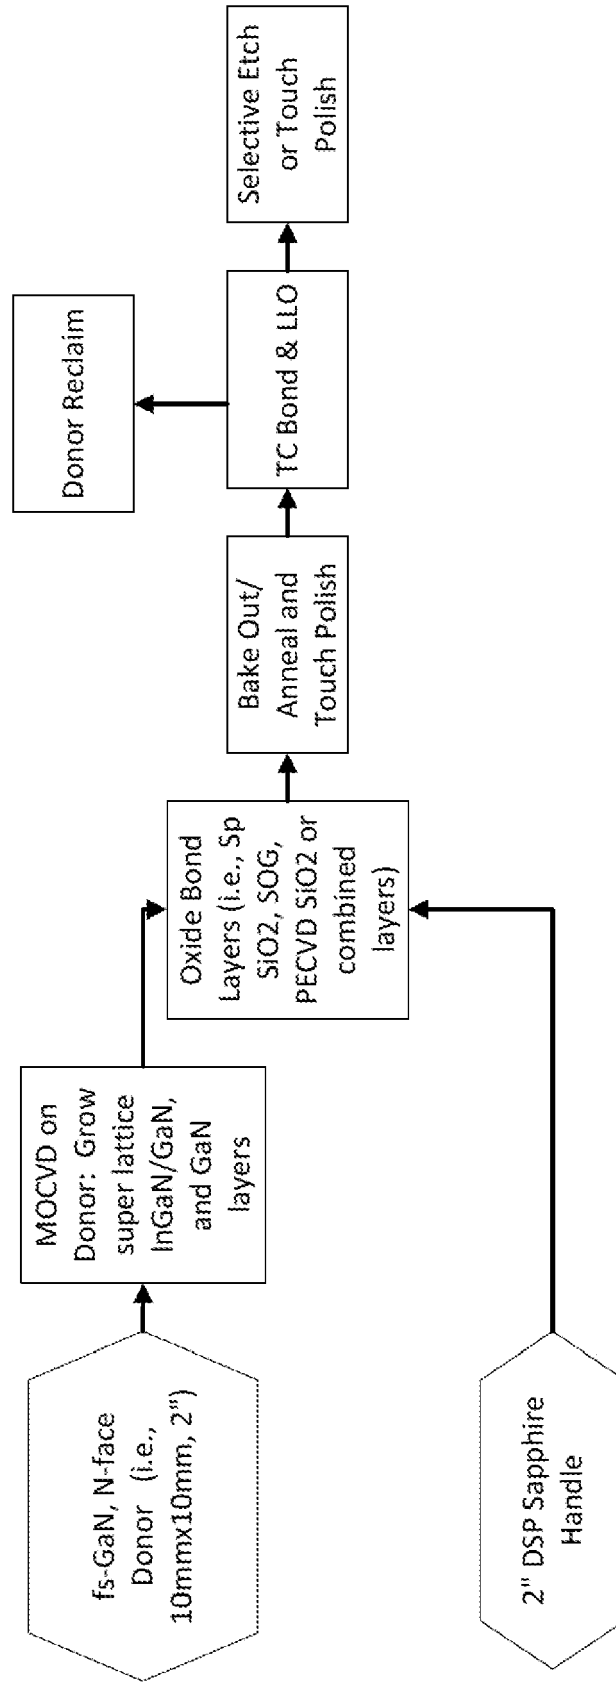 fs-GaN, N-face
Donor (i.e.,
10mmx10mm, 2")
MOCVD on
Donor: Grow
super lattice
InGaN/GaN,
and GaN
layers
2" DSP Sapphire
Handle
Oxide Bond
Layers (i.e., Sp
SiO2, SOG,
PECVD SiO2 or
combined
layers)
Bake Out/
Anneal and
Touch Polish
TC Bond & LLO
Donor Reclaim
Selective Etch
or Touch
Polish